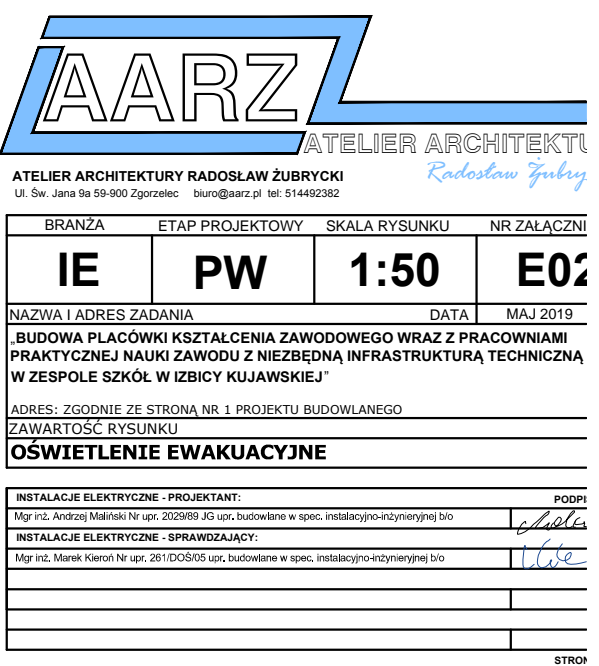 AARZ
ATELIER ARCHITEKTU
Radosław Żubry
ATELIER ARCHITEKTURY RADOSŁAW ŻUBRYCKI
Ul. Św. Jana 9a 59-900 Zgorzelec biuro@aarz.pl tel: 514492382
BRANŻA ETAP PROJEKTOWY SKALA RYSUNKU NR ZAŁĄCZNI
IE PW 1:50 E02
NAZWA I ADRES ZADANIA DATA MAJ 2019
„BUDOWA PLACÓWKI KSZTAŁCENIA ZAWODOWEGO WRAZ Z PRACOWNIAMI
PRAKTYCZNEJ NAUKI ZAWODU Z NIEZBĘDNĄ INFRASTRUKTURĄ TECHNICZNĄ
W ZESPOLE SZKÓŁ W IZBICY KUJAWSKIEJ”
ADRES: ZGODNIE ZE STRONĄ NR 1 PROJEKTU BUDOWLANEGO
ZAWARTOŚĆ RYSUNKU
OŚWIETLENIE EWAKUACYJNE
INSTALACJE ELEKTRYCZNE - PROJEKTANT: PODPI
Mgr inż. Andrzej Maliński Nr upr. 2029/89 JG upr. budowlane w spec. instalacyjno-inżynieryjnej b/o
INSTALACJE ELEKTRYCZNE - SPRAWDZAJĄCY:
Mgr inż. Marek Kieroń Nr upr. 261/DOŚ/05 upr. budowlane w spec. instalacyjno-inżynieryjnej b/o
STRON